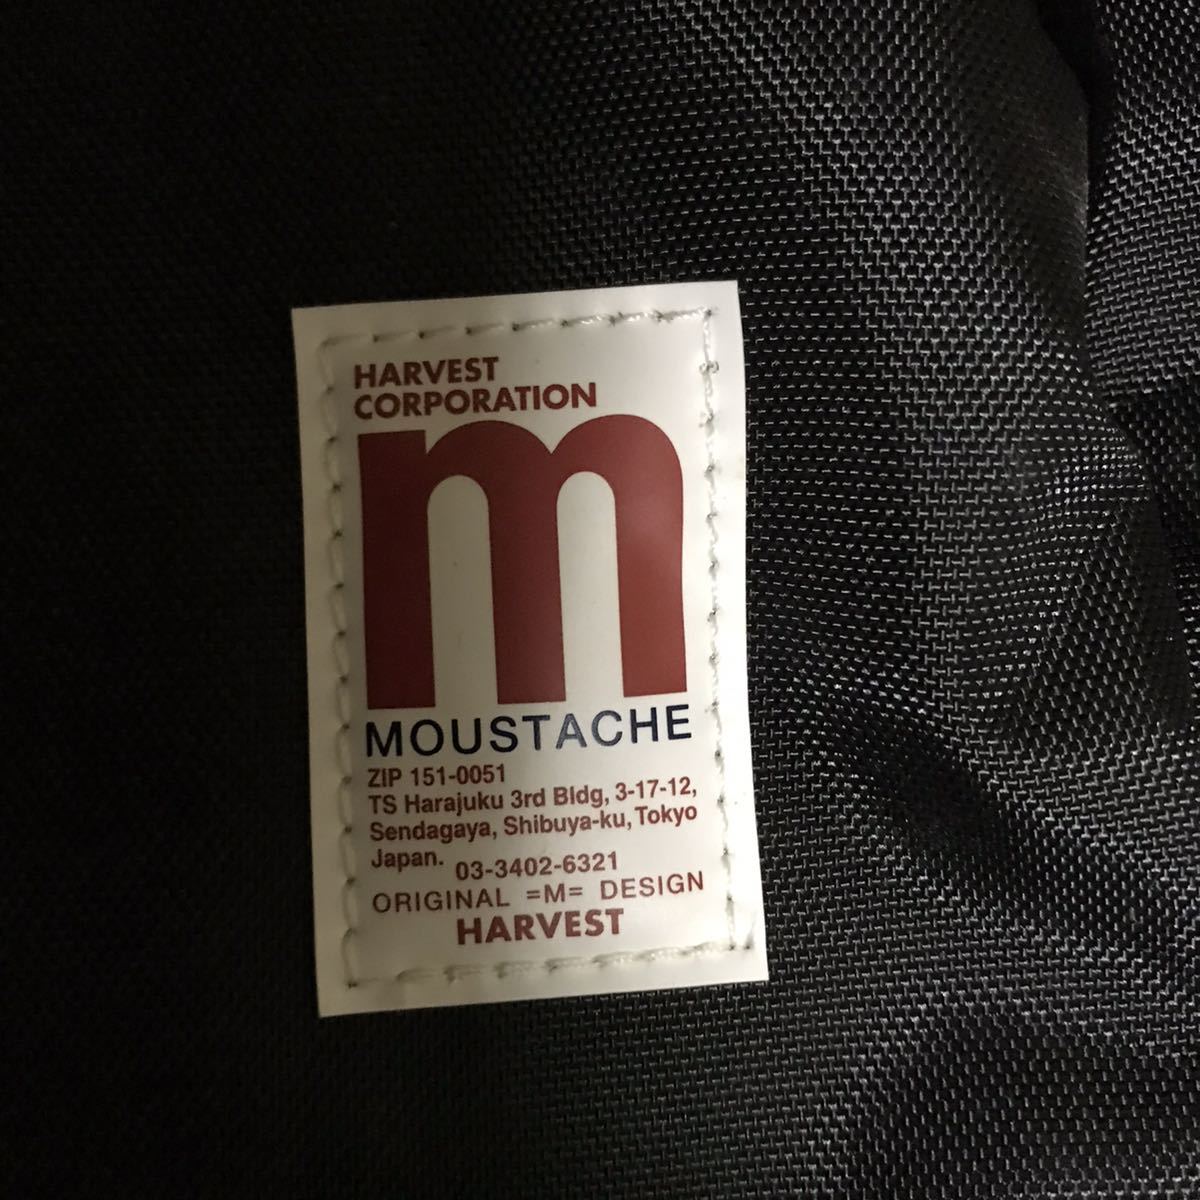 HARVEST
CORPORATION
m
MOUSTACHE
ZIP 151-0051
TS Harajuku 3rd Bldg, 3-17-12,
Sendagaya, Shibuya-ku, Tokyo
Japan. 03-3402-6321
ORIGINAL =M= DESIGN
HARVEST